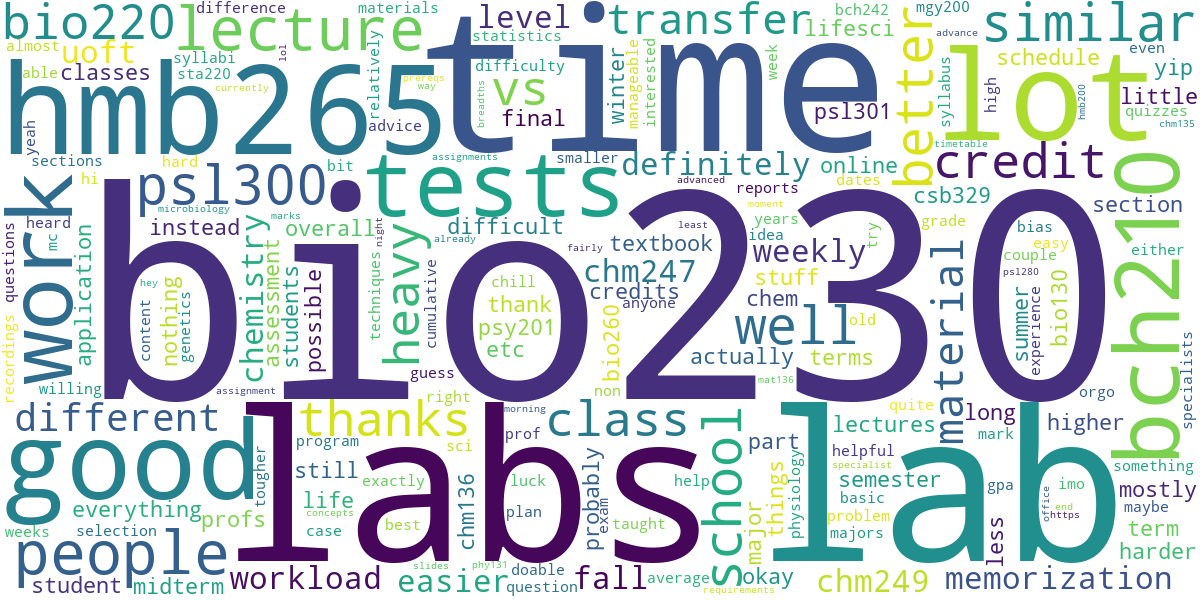 bio220
difference
materials
lecture
level
transfer
bch242
mgy200
advance
similar
almost
uoft
lol
statistics
lifesci
even
syllabi
relatively
time
better
able
classes
sta220
difficulty
week
schedule
yip
hmb265
currently
prereqs
way
vs
winter
manageable
interested
syllabus
high
lot
little
hmb200
quizzes
advice
breadths
final
psl301
chm135
yeah
timetable
sections
hard
bit
assignments
smaller
definitely
online
credit
hi
psl300
tests
advanced
reports
dates
csb329
section
work
heard
mc
microbiology
marks
night
moment
least
years
try
grade
bch210
questions
instead
overall
already
difficult
fairly
textbook
idea
bias
easy
either
application
chemistry
heavy
cumulative
weekly
couple
hey
chill
chm247
stuff
material
psl280
nothing
assessment
students
possible
techniques
thank
credits
anyone
chem
summer
experience
bio130
content
genetics
psy201
bio260
well
old
recordings
bio230
etc
actually
terms
specialists
guess
mat136
willing
assignment
right
non
quite
orgo
different
thanks
morning
class
school
lectures
long
higher
program
prof
part
mark
good
tougher
sci
labs
helpful
lab
still
specialist
something
everything
life
exactly
luck
probably
exam
help
things
physiology
semester
gpa
imo
mostly
concepts
chm136
plan
basic
office
end
https
maybe
weeks
selection
profs
case
best
taught
major
problem
less
term
people
majors
harder
slides
phy131
doable
student
midterm
workload
easier
question
fall
average
okay
chm249
memorization
requirements